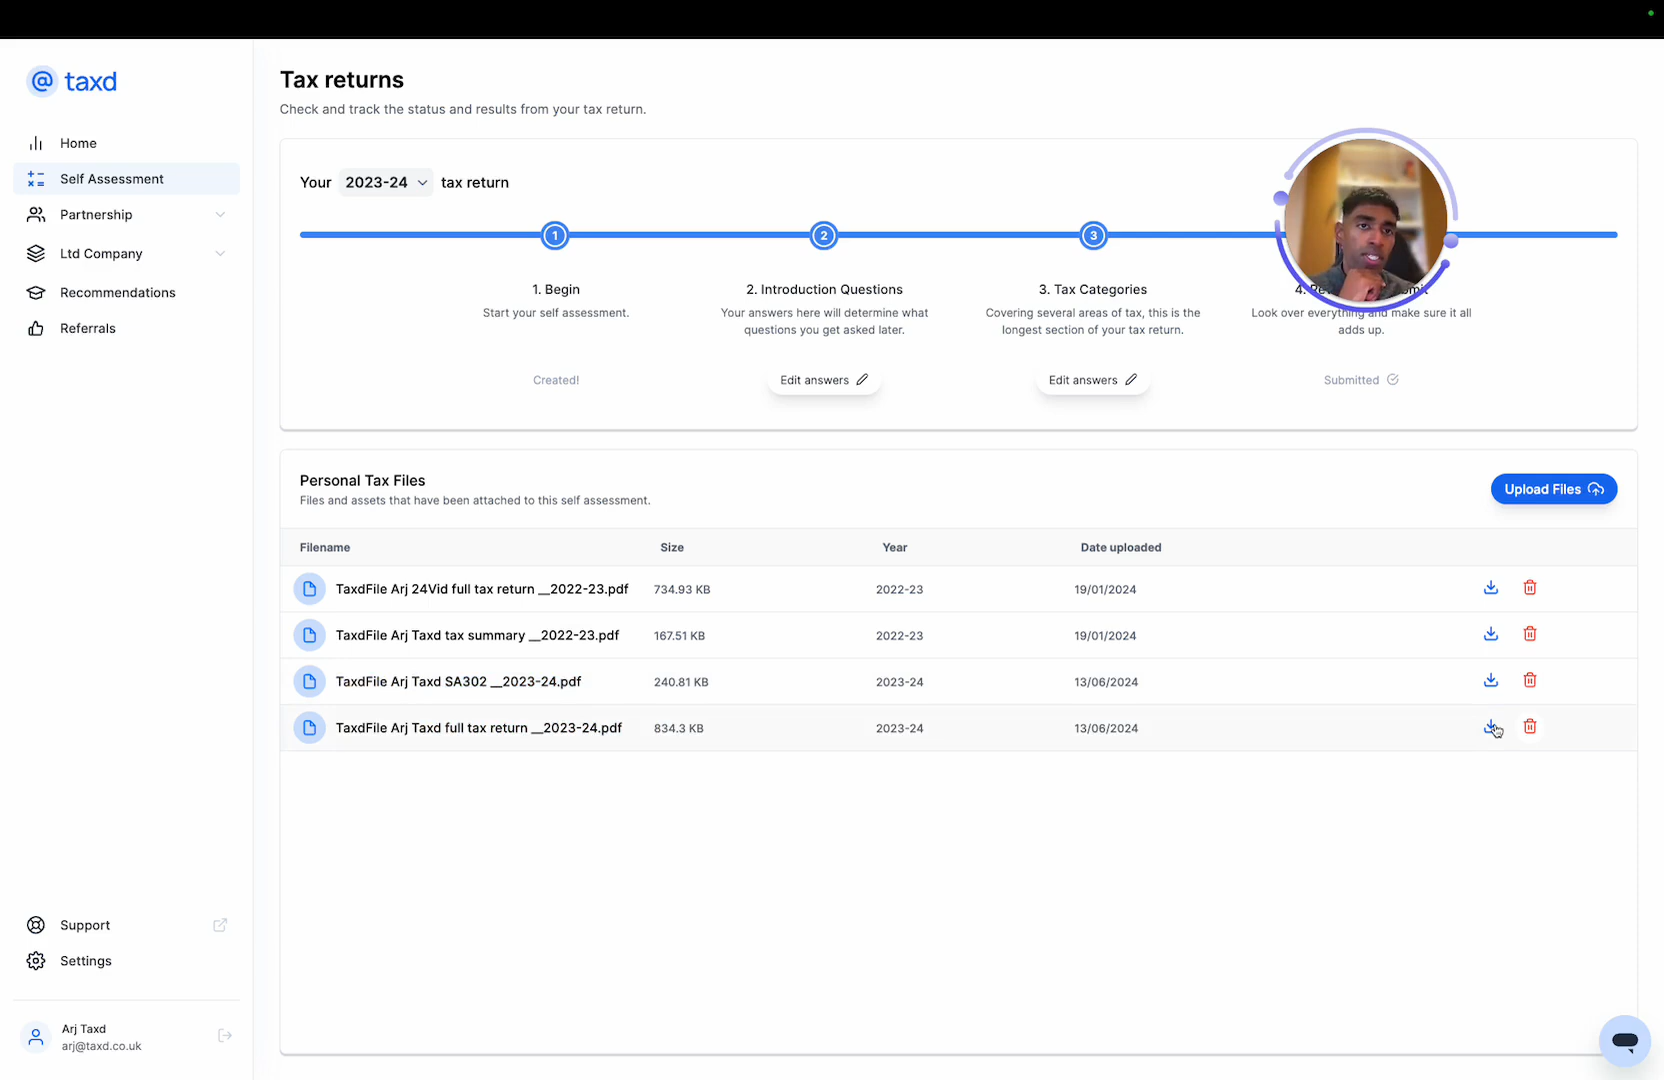 @ taxd
Home
Self Assessment
Partnership
Ltd Company
Recommendations
Referrals
Support
Settings
Arj Taxd
arj@taxd.co.uk
Tax returns
Check and track the status and results from your tax return.
Your 2023-24 tax return
1 2 3
1. Begin
Start your self assessment.
Created!
2. Introduction Questions
Your answers here will determine what
questions you get asked later.
Edit answers
3. Tax Categories
Covering several areas of tax, this is the
longest section of your tax return.
Edit answers
4.
Look over everything and make sure it all
adds up.
Submitted
Personal Tax Files
Files and assets that have been attached to this self assessment.
Upload Files
Filename Size Year Date uploaded
TaxdFile Arj 24Vid full tax return __2022-23.pdf 734.93 KB 2022-23 19/01/2024
TaxdFile Arj Taxd tax summary __2022-23.pdf 167.51 KB 2022-23 19/01/2024
TaxdFile Arj Taxd SA302 __2023-24.pdf 240.81 KB 2023-24 13/06/2024
TaxdFile Arj Taxd full tax return __2023-24.pdf 834.3 KB 2023-24 13/06/2024